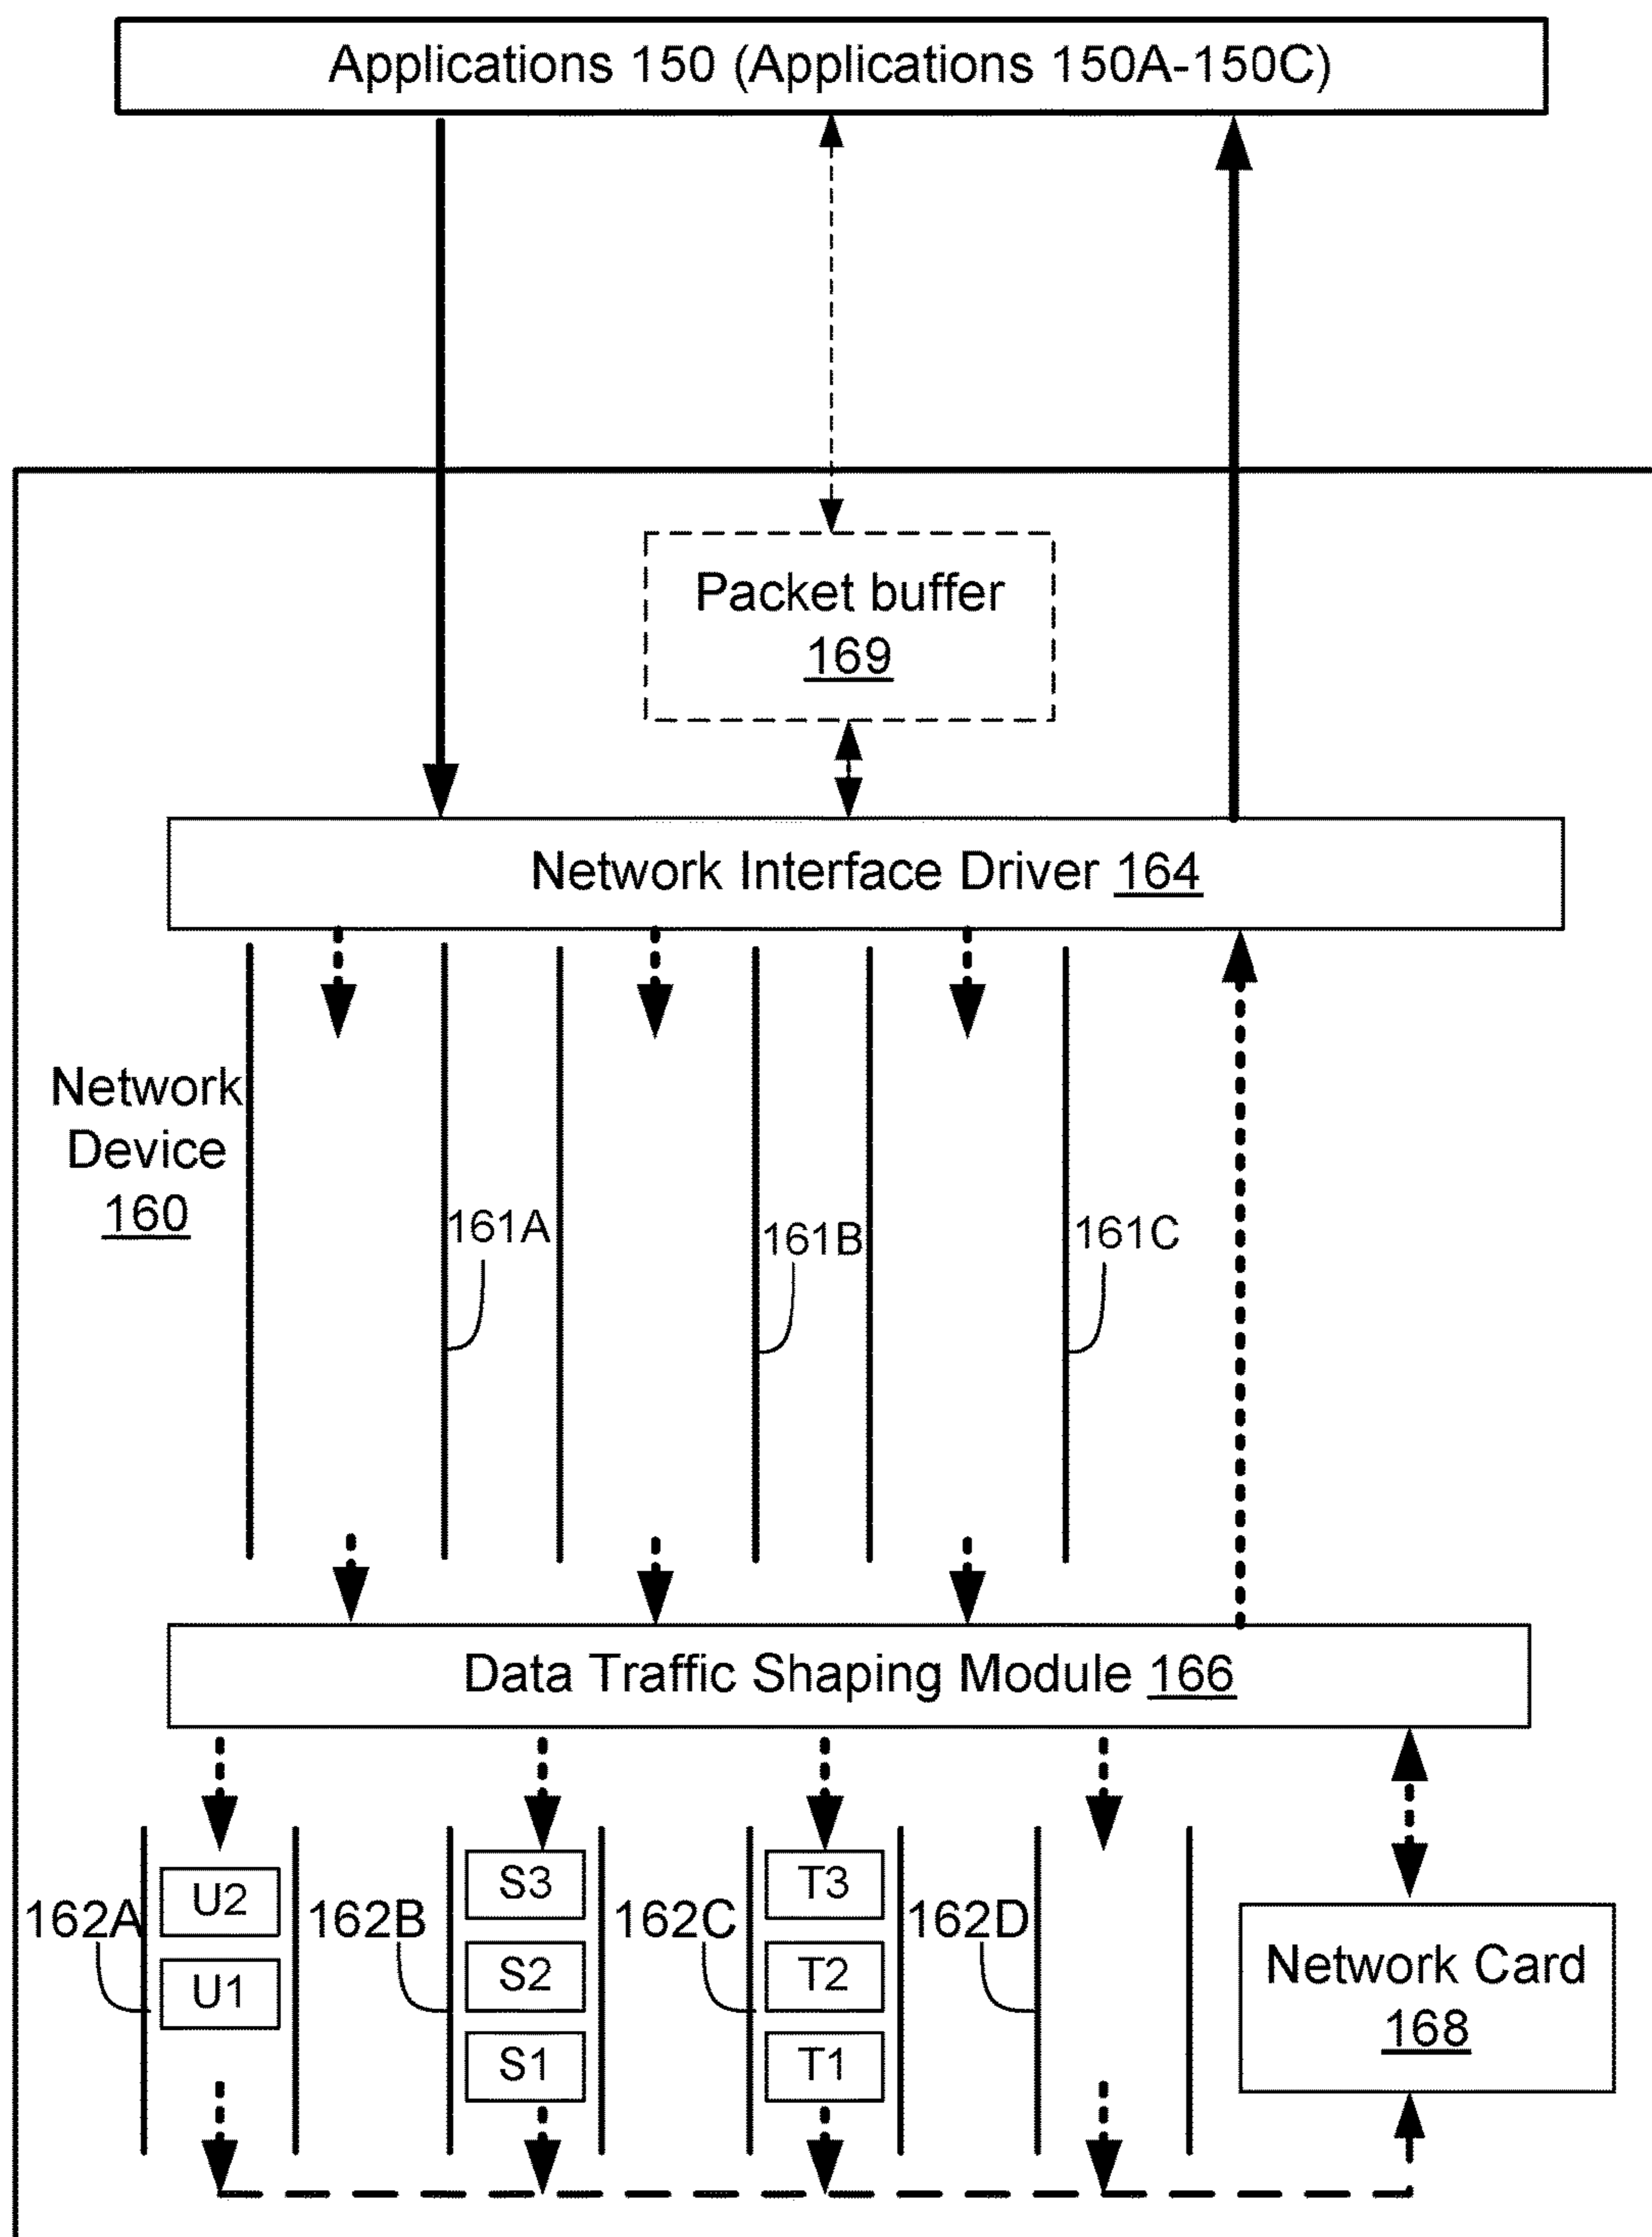 Applications 150 (Applications 150A-150C)
Packet buffer
169
Network Interface Driver 164
Network
Device
160
161A
161B
161C
Data Traffic Shaping Module 166
162A
U2
U1
162B
S3
S2
S1
162C
T3
T2
T1
162D
Network Card
168